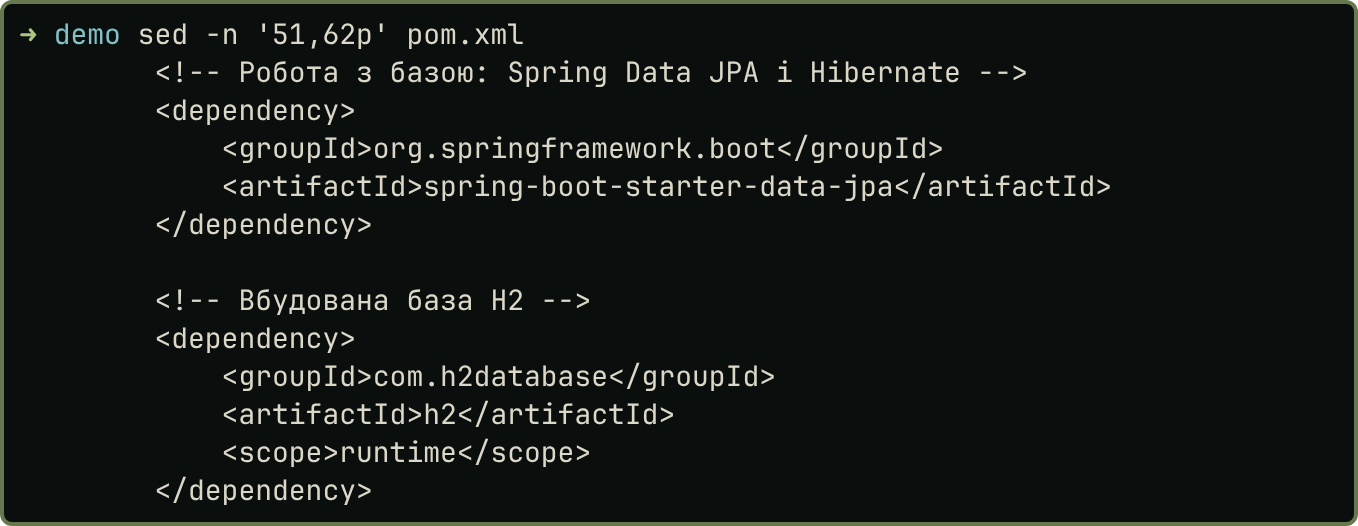 ➜ demo sed -n '51,62p' pom.xml
        <!-- Робота з базою: Spring Data JPA і Hibernate -->
        <dependency>
            <groupId>org.springframework.boot</groupId>
            <artifactId>spring-boot-starter-data-jpa</artifactId>
        </dependency>

        <!-- Вбудована база H2 -->
        <dependency>
            <groupId>com.h2database</groupId>
            <artifactId>h2</artifactId>
            <scope>runtime</scope>
        </dependency>